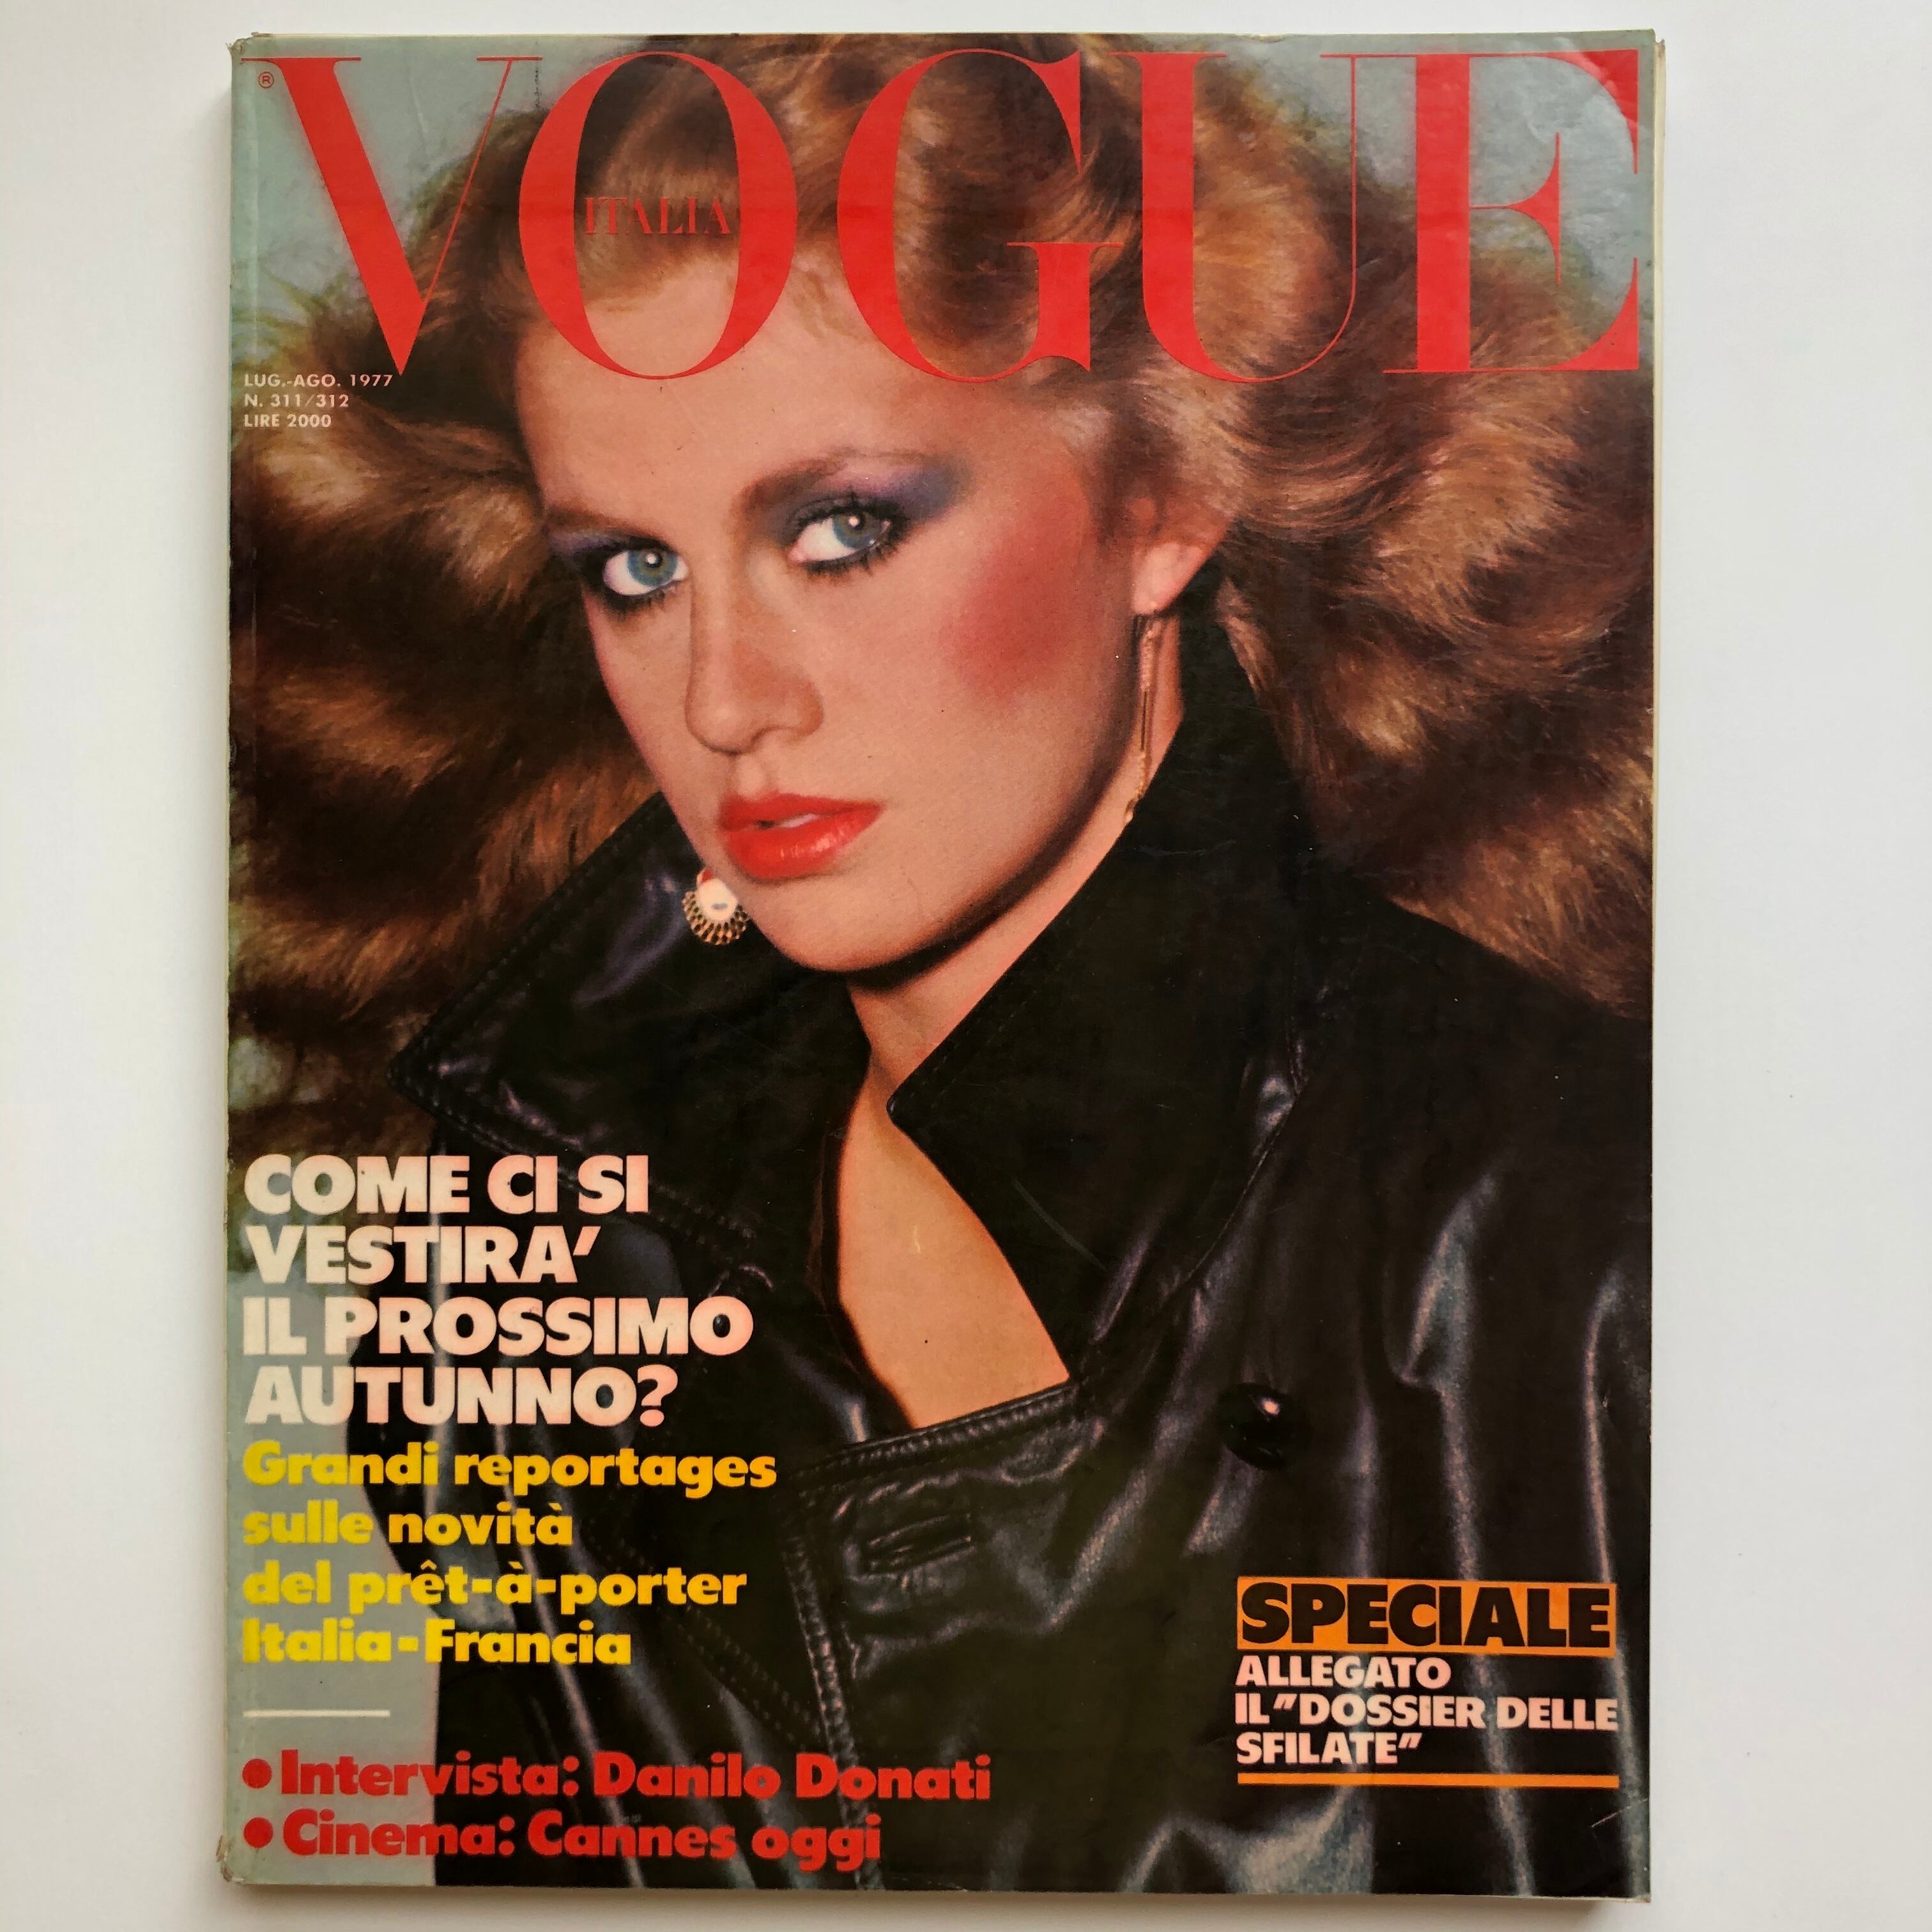 VOGUE
®
ITALIA
LUG.-AGO. 1977
N. 311/312
LIRE 2000
COME CI SI
VESTIRA'
IL PROSSIMO
AUTUNNO?
Grandi reportages
sulle novità
del prêt-à-porter
Italia-Francia
• Intervista: Danilo Donati
• Cinema: Cannes oggi
SPECIALE
ALLEGATO
IL "DOSSIER DELLE
SFILATE"